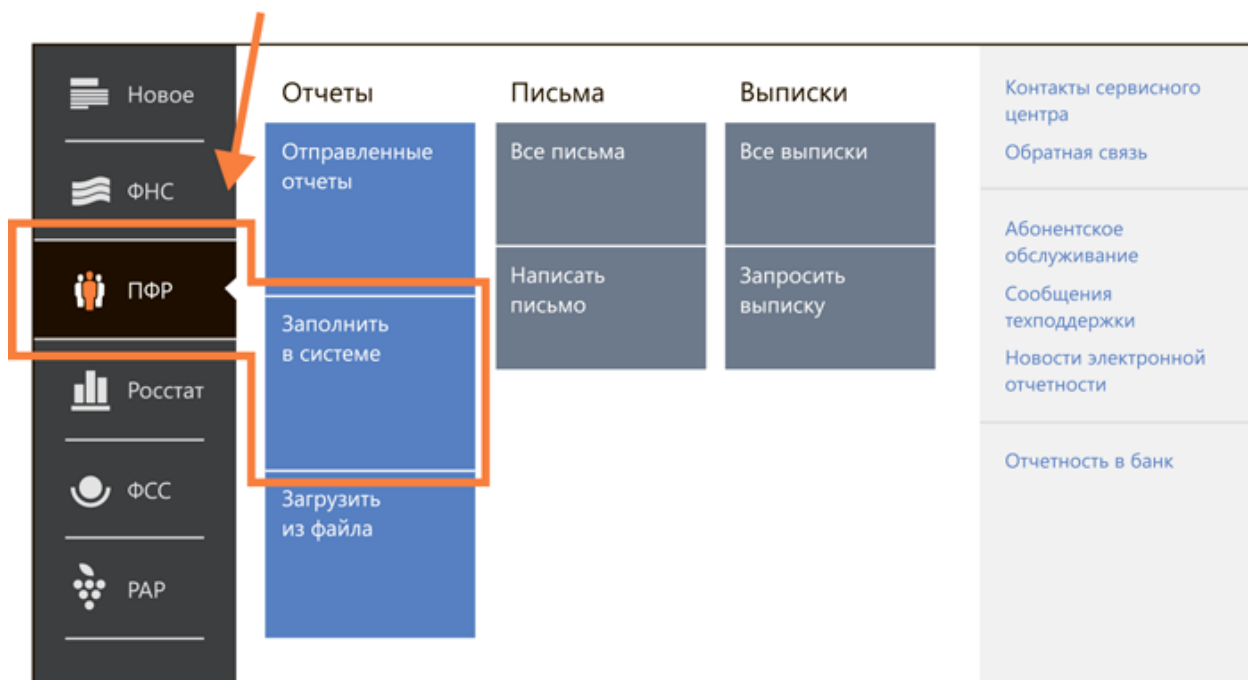 Новое
ФНС
ПФР
Росстат
ФСС
РАР
Отчеты
Отправленные
отчеты
Заполнить
в системе
Загрузить
из файла
Письма
Все письма
Написать
письмо
Выписки
Все выписки
Запросить
выписку
Контакты сервисного
центра
Обратная связь
Абонентское
обслуживание
Сообщения
техподдержки
Новости электронной
отчетности
Отчетность в банк